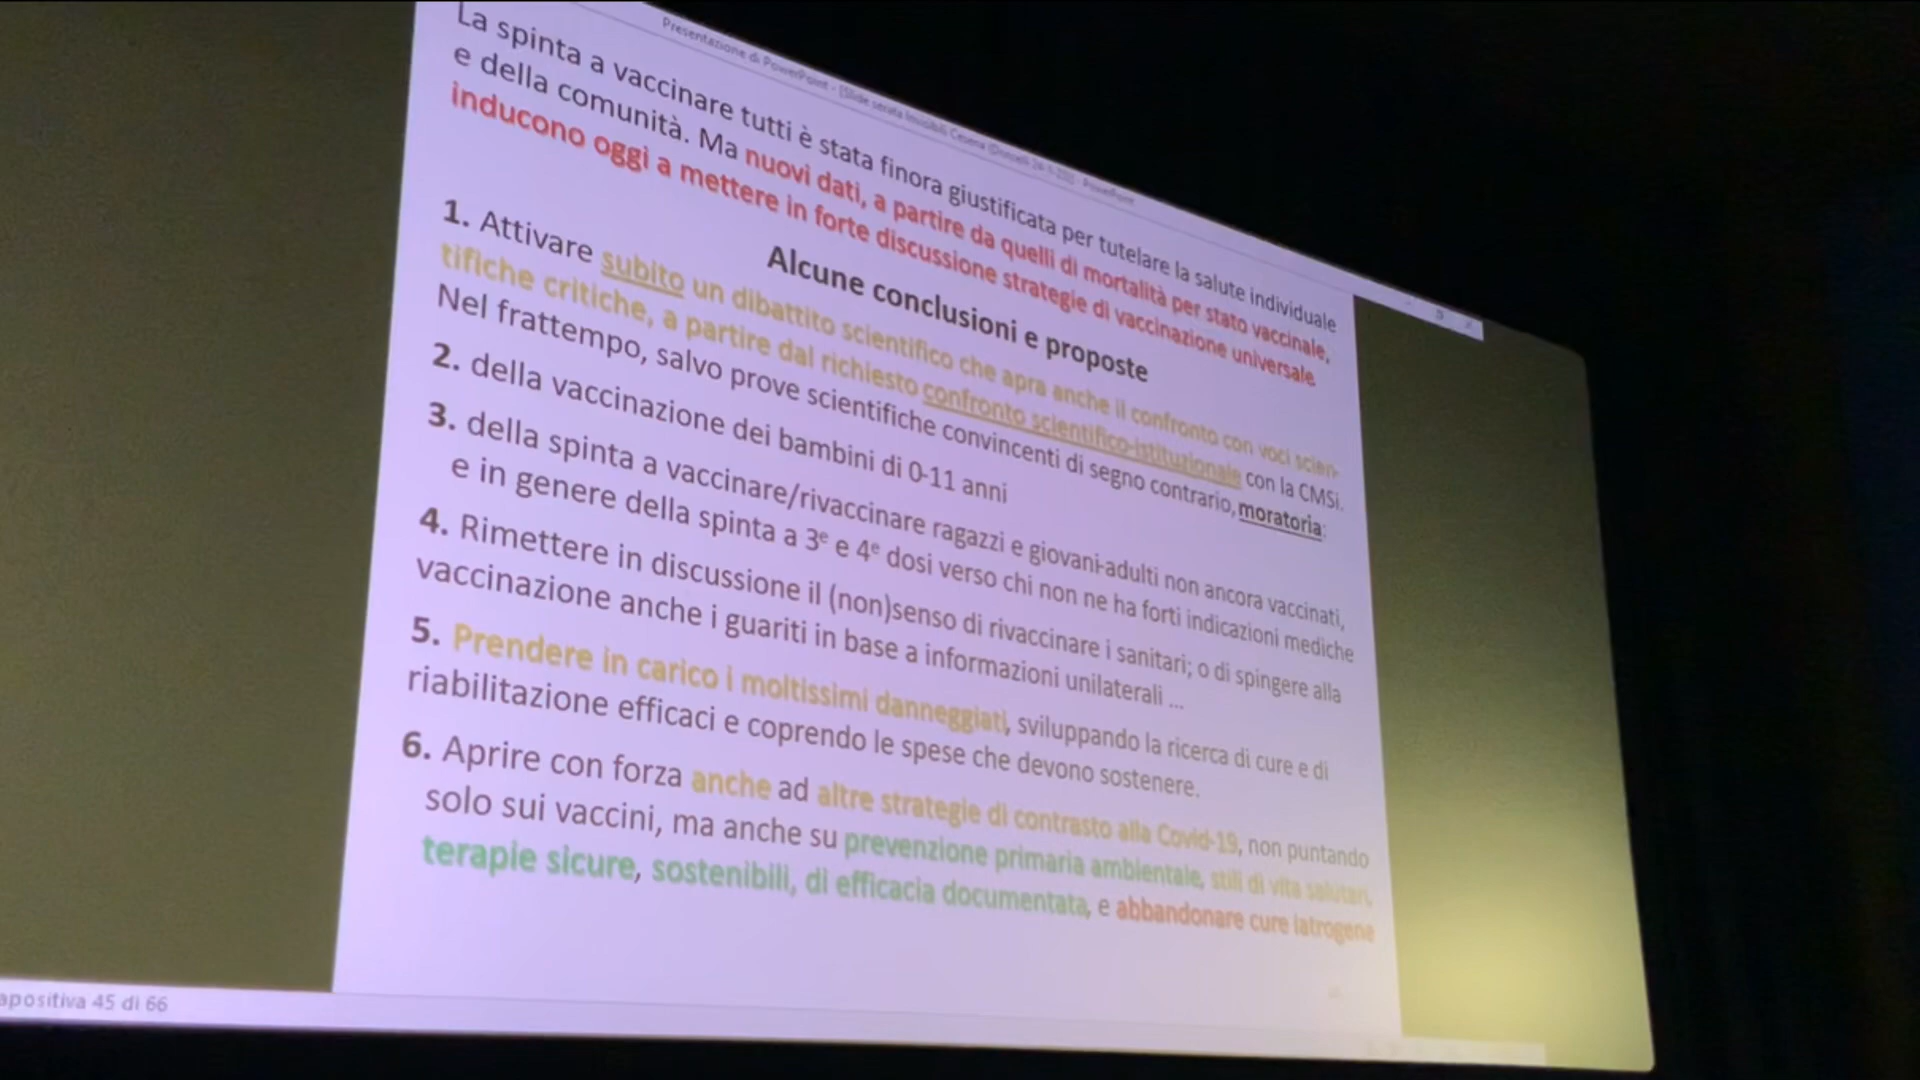 Presentazione di PowerPoint - [Slide serata Invisibili Cesena (Donzelli 24-1-23)] - PowerPoint
La spinta a vaccinare tutti è stata finora giustificata per tutelare la salute individuale
e della comunità. Ma nuovi dati, a partire da quelli di mortalità per stato vaccinale,
inducono oggi a mettere in forte discussione strategie di vaccinazione universale
Alcune conclusioni e proposte
1. Attivare subito un dibattito scientifico che apra anche il confronto con voci scien-
tifiche critiche, a partire dal richiesto confronto scientifico-istituzionale con la CMSi.
Nel frattempo, salvo prove scientifiche convincenti di segno contrario, moratoria:
2. della vaccinazione dei bambini di 0-11 anni
3. della spinta a vaccinare/rivaccinare ragazzi e giovani-adulti non ancora vaccinati,
e in genere della spinta a 3e e 4e dosi verso chi non ne ha forti indicazioni mediche
4. Rimettere in discussione il (non)senso di rivaccinare i sanitari; o di spingere alla
vaccinazione anche i guariti in base a informazioni unilaterali ...
5. Prendere in carico i moltissimi danneggiati, sviluppando la ricerca di cure e di
riabilitazione efficaci e coprendo le spese che devono sostenere.
6. Aprire con forza anche ad altre strategie di contrasto alla Covid-19, non puntando
solo sui vaccini, ma anche su prevenzione primaria ambientale, stili di vita salutari,
terapie sicure, sostenibili, di efficacia documentata, e abbandonare cure iatrogene
apositiva 45 di 66